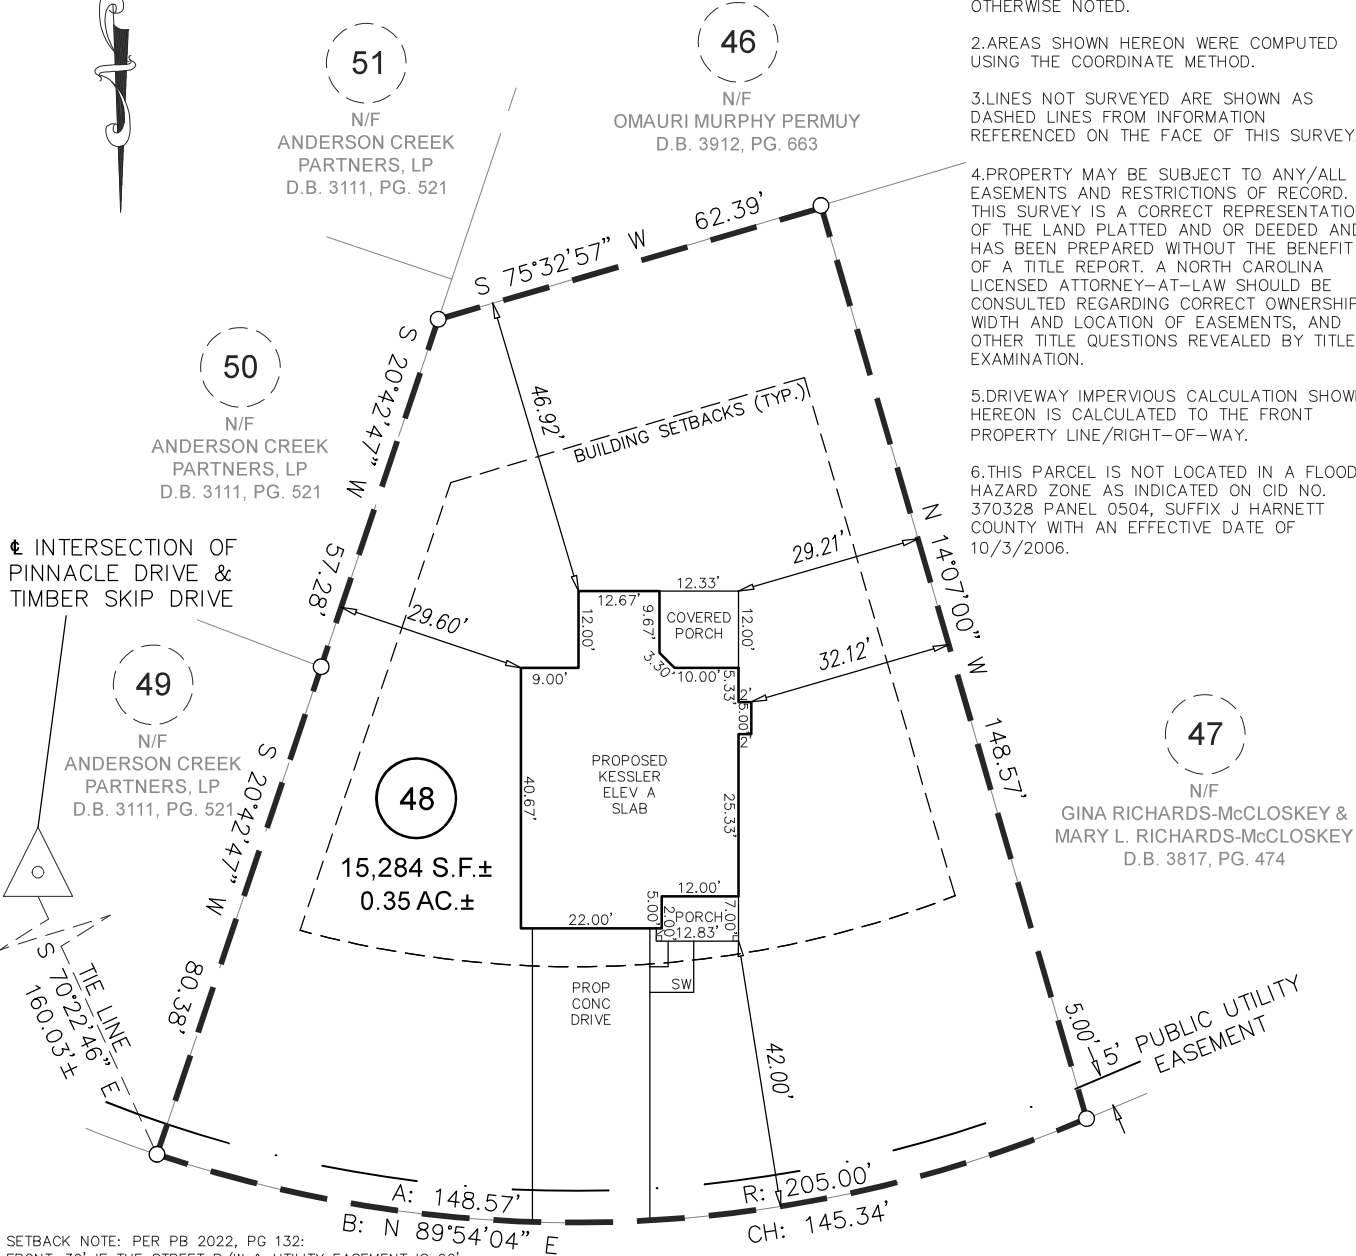 OTHERWISE NOTED.
2.AREAS SHOWN HEREON WERE COMPUTED
USING THE COORDINATE METHOD.
3.LINES NOT SURVEYED ARE SHOWN AS
DASHED LINES FROM INFORMATION
REFERENCED ON THE FACE OF THIS SURVEY
4.PROPERTY MAY BE SUBJECT TO ANY/ALL
EASEMENTS AND RESTRICTIONS OF RECORD.
THIS SURVEY IS A CORRECT REPRESENTATIO
OF THE LAND PLATTED AND OR DEEDED AND
HAS BEEN PREPARED WITHOUT THE BENEFIT
OF A TITLE REPORT. A NORTH CAROLINA
LICENSED ATTORNEY-AT-LAW SHOULD BE
CONSULTED REGARDING CORRECT OWNERSHIP
WIDTH AND LOCATION OF EASEMENTS, AND
OTHER TITLE QUESTIONS REVEALED BY TITLE
EXAMINATION.
5.DRIVEWAY IMPERVIOUS CALCULATION SHOWN
HEREON IS CALCULATED TO THE FRONT
PROPERTY LINE/RIGHT-OF-WAY.
6.THIS PARCEL IS NOT LOCATED IN A FLOOD
HAZARD ZONE AS INDICATED ON CID NO.
370328 PANEL 0504, SUFFIX J HARNETT
COUNTY WITH AN EFFECTIVE DATE OF
10/3/2006.
51
N/F
ANDERSON CREEK
PARTNERS, LP
D.B. 3111, PG. 521
46
N/F
OMAURI MURPHY PERMUY
D.B. 3912, PG. 663
S 75°32'57" W 62.39'
50
N/F
ANDERSON CREEK
PARTNERS, LP
D.B. 3111, PG. 521
S 20°42'47" W 57.28'
46.92'
BUILDING SETBACKS (TYP.)
N 14°07'00" W 148.57'
℄ INTERSECTION OF
PINNACLE DRIVE &
TIMBER SKIP DRIVE
29.60'
29.21'
32.12'
12.33'
12.67'
12.00'
9.67'
COVERED
PORCH
12.00'
3.30'
9.00'
10.00'
5.33'
2'
5.00'
2'
49
N/F
ANDERSON CREEK
PARTNERS, LP
D.B. 3111, PG. 521
S 20°42'47" W 80.38'
48
15,284 S.F.±
0.35 AC.±
PROPOSED
KESSLER
ELEV A
SLAB
40.67'
25.33'
12.00'
22.00'
5.00'
2.00'
PORCH
12.83'
7.00'
SW
PROP
CONC
DRIVE
42.00'
47
N/F
GINA RICHARDS-McCLOSKEY &
MARY L. RICHARDS-McCLOSKEY
D.B. 3817, PG. 474
TIE LINE
S 70°22'46" E
160.03'±
5.00'
5' PUBLIC UTILITY
EASEMENT
A: 148.57' R: 205.00'
B: N 89°54'04" E CH: 145.34'
SETBACK NOTE: PER PB 2022, PG 132: